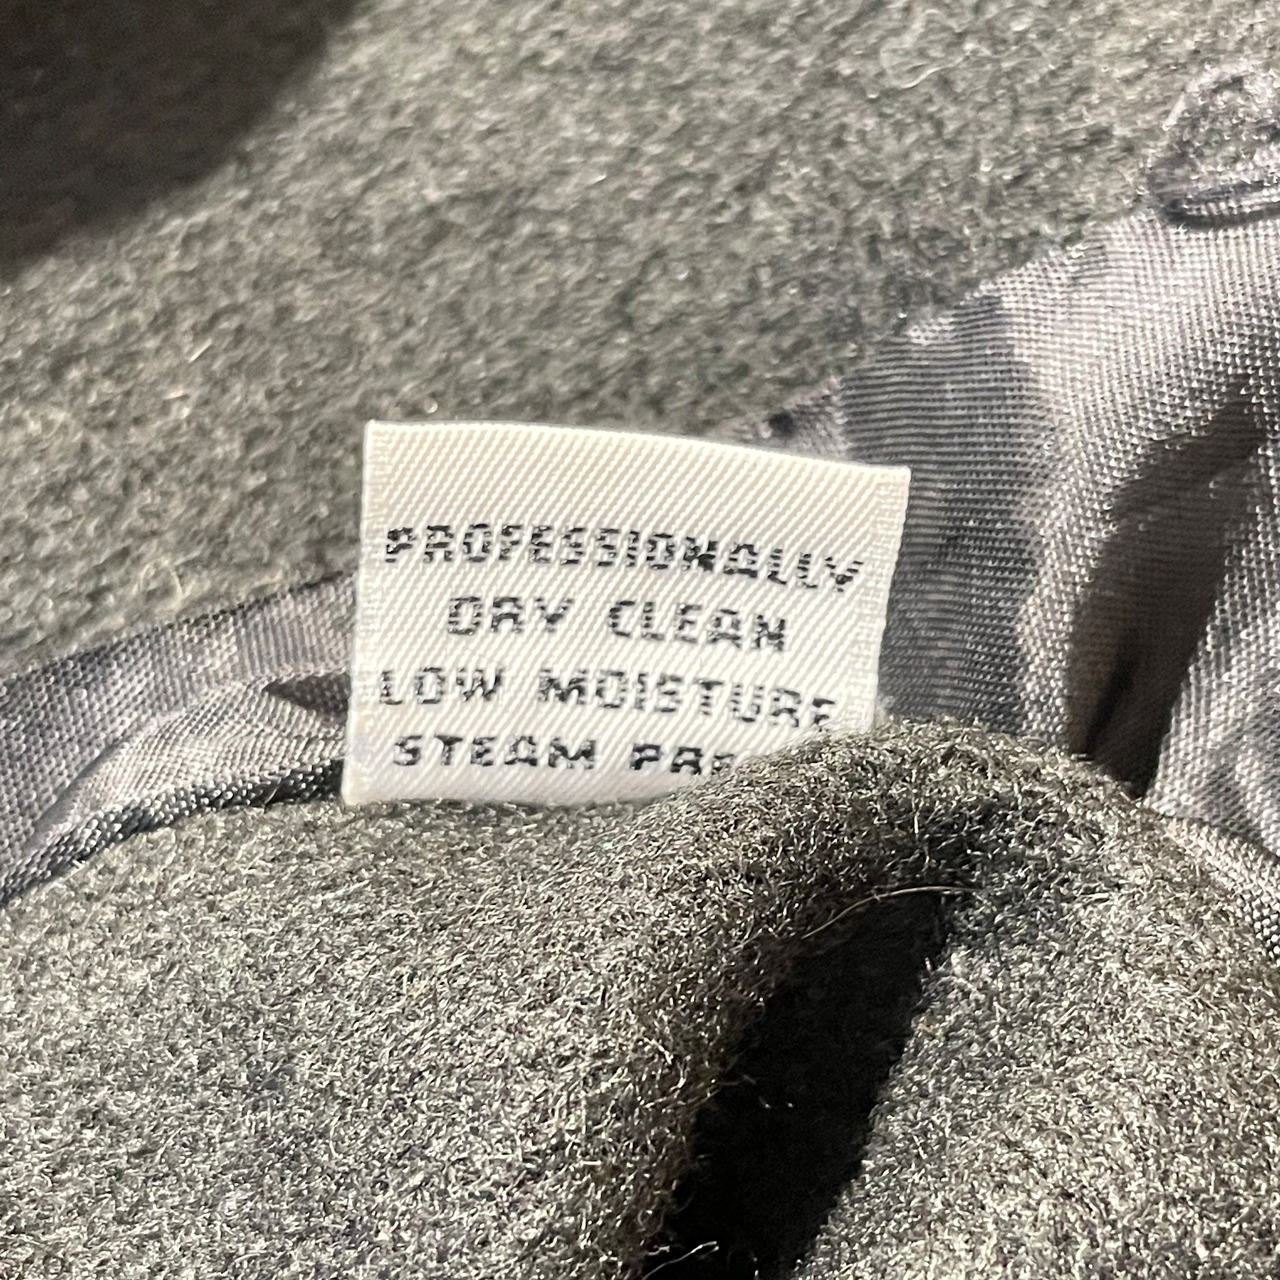 PROFESSIONALLY
DRY CLEAN
LOW MOISTURE
STEAM